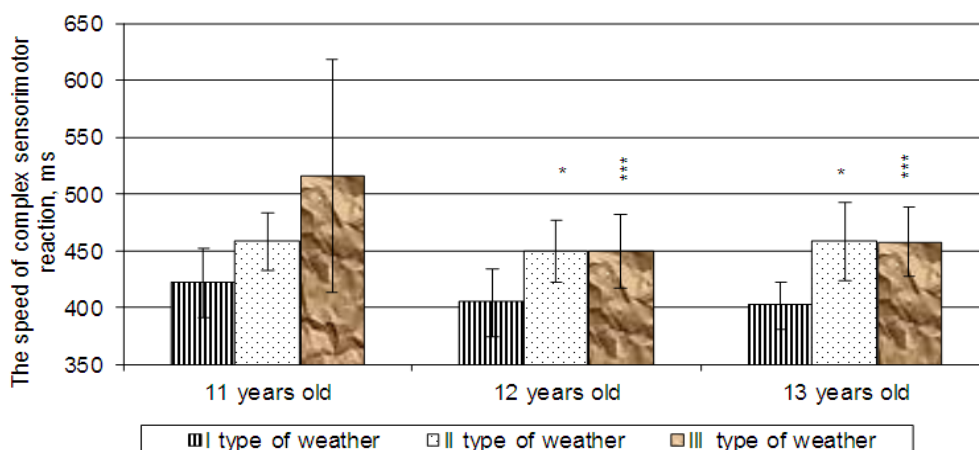 The speed of complex sensorimotor
reaction, ms
650
600
550
500
450
400
350
*
***
*
***
11 years old
12 years old
13 years old
I type of weather
II type of weather
III type of weather